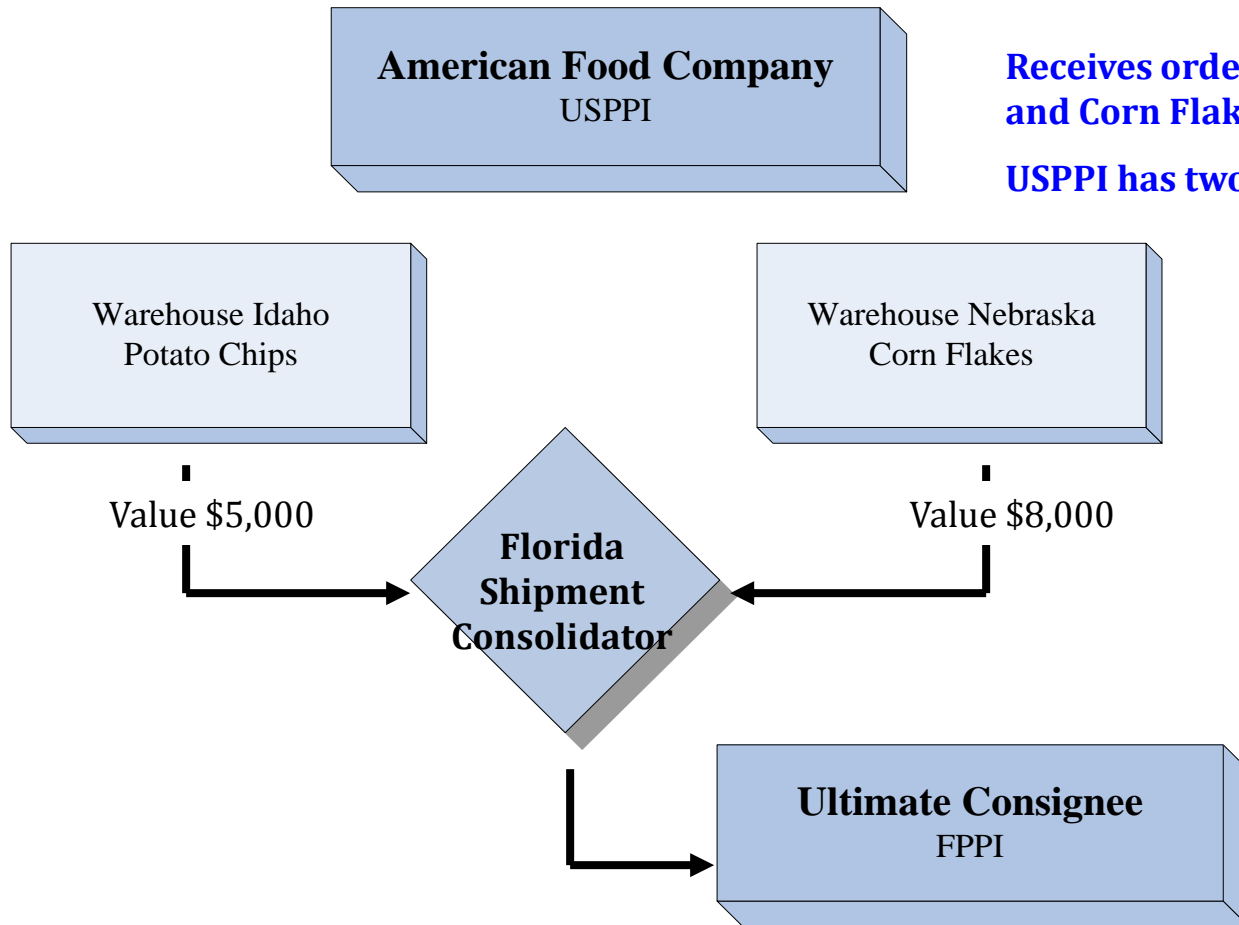 American Food Company
USPPI
Receives orde
and Corn Flak
USPPI has two
Warehouse Idaho
Potato Chips
Warehouse Nebraska
Corn Flakes
Value $5,000
Value $8,000
Florida
Shipment
Consolidator
Ultimate Consignee
FPPI